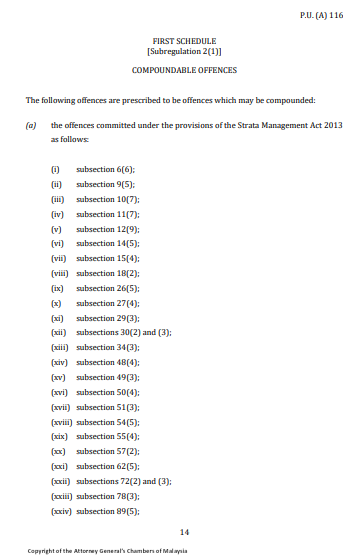 P.U. (A) 116
FIRST SCHEDULE
[Subregulation 2(1)]
COMPOUNDABLE OFFENCES
The following offences are prescribed to be offences which may be compounded:
(a) the offences committed under the provisions of the Strata Management Act 2013
as follows:
(i) subsection 6(6);
(ii) subsection 9(5);
(iii) subsection 10(7);
(iv) subsection 11(7);
(v) subsection 12(9);
(vi) subsection 14(5);
(vii) subsection 15(4);
(viii) subsection 18(2);
(ix) subsection 26(5);
(x) subsection 27(4);
(xi) subsection 29(3);
(xii) subsections 30(2) and (3);
(xiii) subsection 34(3);
(xiv) subsection 48(4);
(xv) subsection 49(3);
(xvi) subsection 50(4);
(xvii) subsection 51(3);
(xviii) subsection 54(5);
(xix) subsection 55(4);
(xx) subsection 57(2);
(xxi) subsection 62(5);
(xxii) subsections 72(2) and (3);
(xxiii) subsection 78(3);
(xxiv) subsection 89(5);
14
Copyright of the Attorney General's Chambers of Malaysia